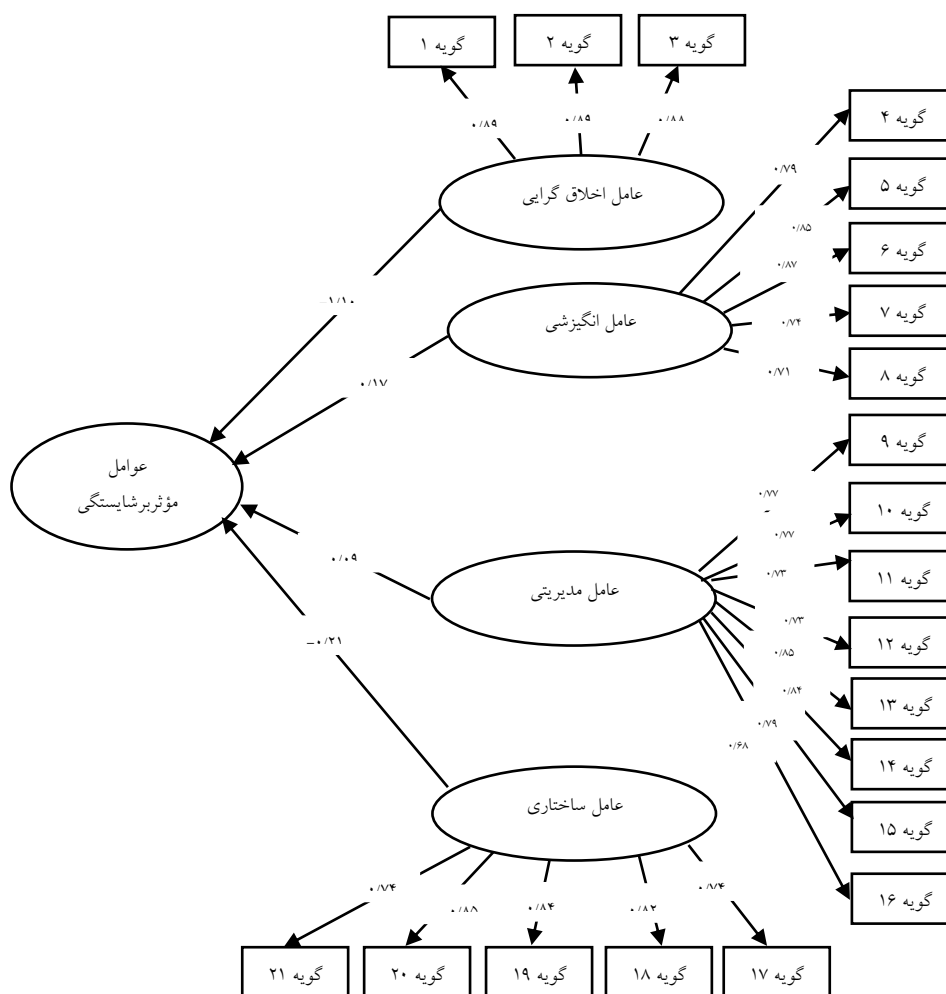 گویه ۳
گویه ۲
گویه ۱
۰/۸۸
۰/۸۹
۰/۸۹
گویه ۴
۰/۷۹
گویه ۵
عامل اخلاق گرایی
۰/۸۵
گویه ۶
۰/۸۷
گویه ۷
۰/۷۴
عامل انگیزشی
گویه ۸
۰/۷۱
-۱/۱۰
۰/۱۷
گویه ۹
عوامل
مؤثربرشایستگی
۰/۷۷
گویه ۱۰
۰/۷۷
گویه ۱۱
۰/۷۳
۰/۰۹
عامل مدیریتی
۰/۷۳
گویه ۱۲
۰/۸۵
-۰/۲۱
گویه ۱۳
۰/۸۴
۰/۷۹
گویه ۱۴
۰/۶۸
گویه ۱۵
عامل ساختاری
گویه ۱۶
۰/۷۴
۰/۸۲
۰/۸۴
۰/۸۵
۰/۷۴
گویه ۱۷
گویه ۱۸
گویه ۱۹
گویه ۲۰
گویه ۲۱